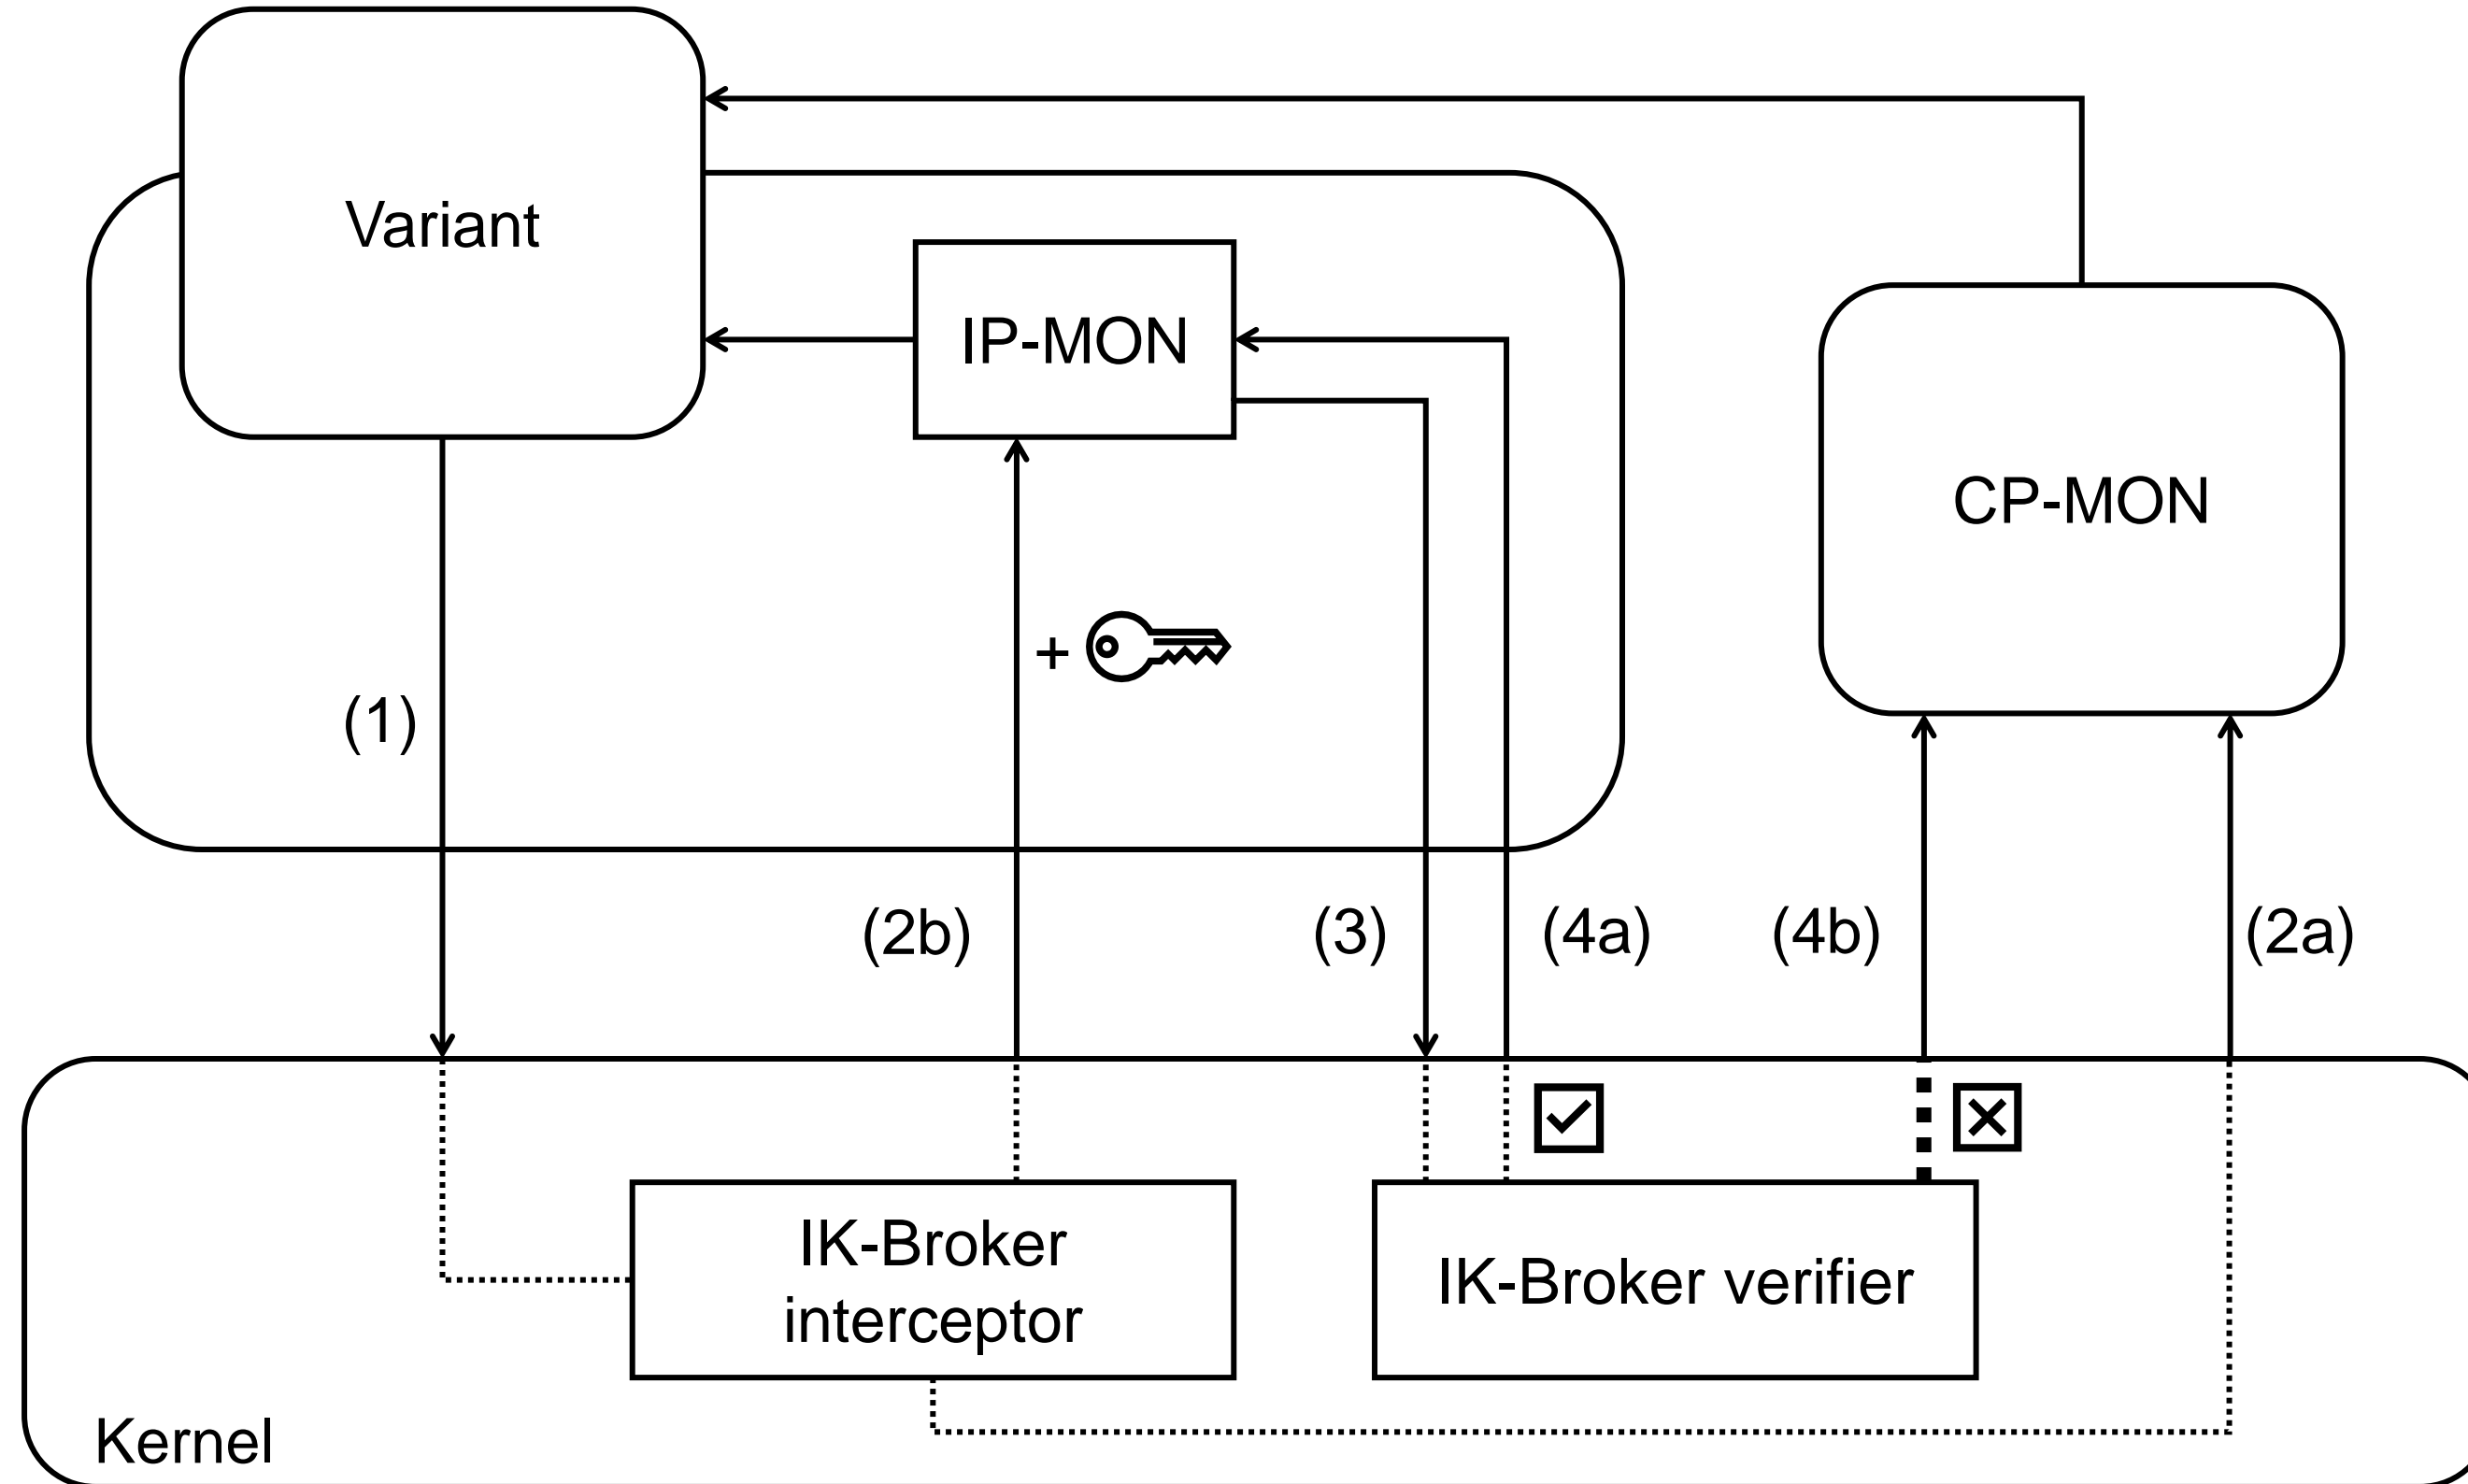 Variant
IP-MON
CP-MON
+
(1)
(2b)
(3)
(4a)
(4b)
(2a)
IK-Broker
interceptor
IK-Broker verifier
Kernel